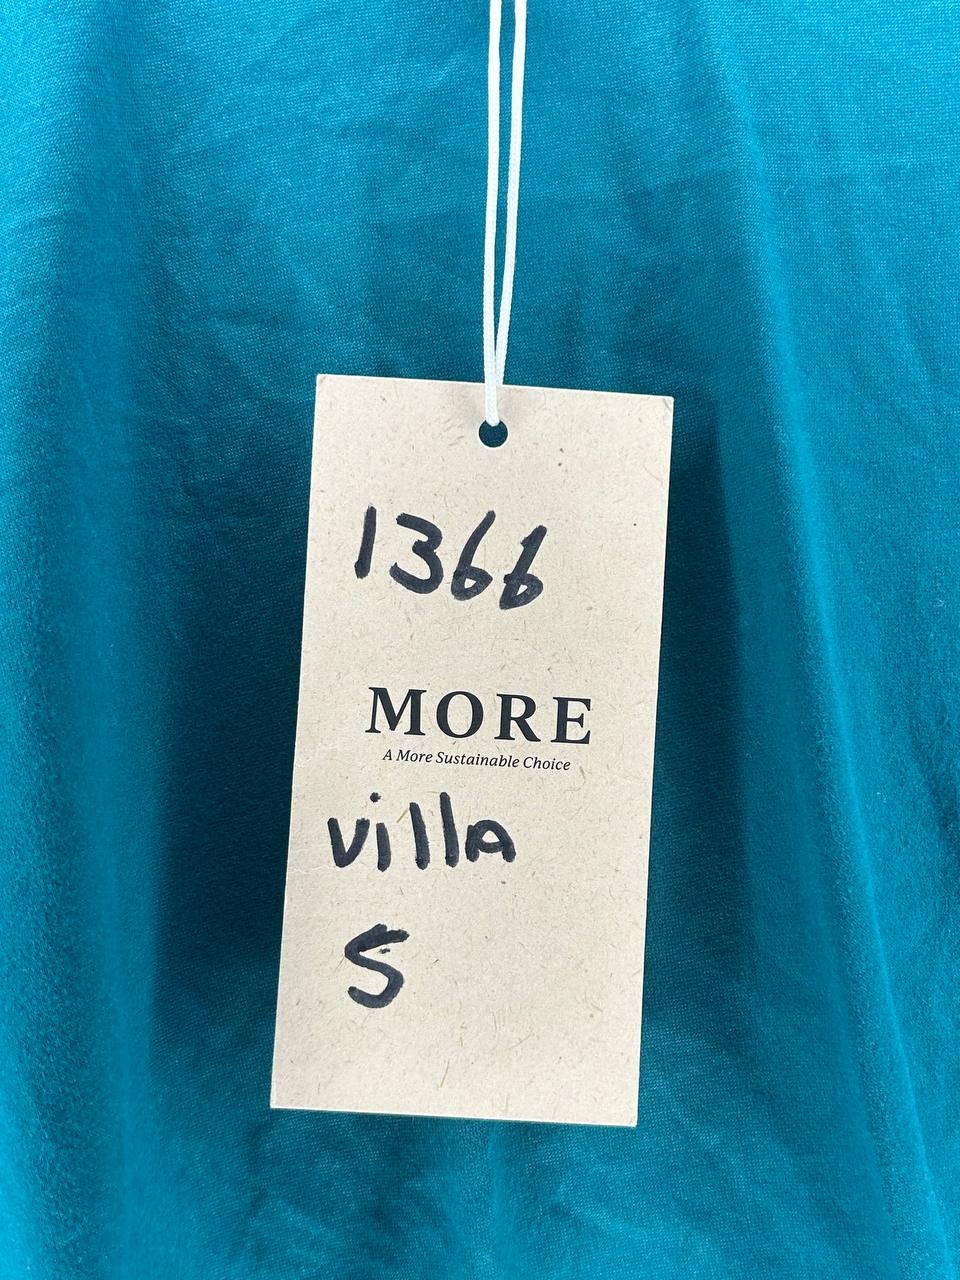 1366
MORE
A More Sustainable Choice
villa
S